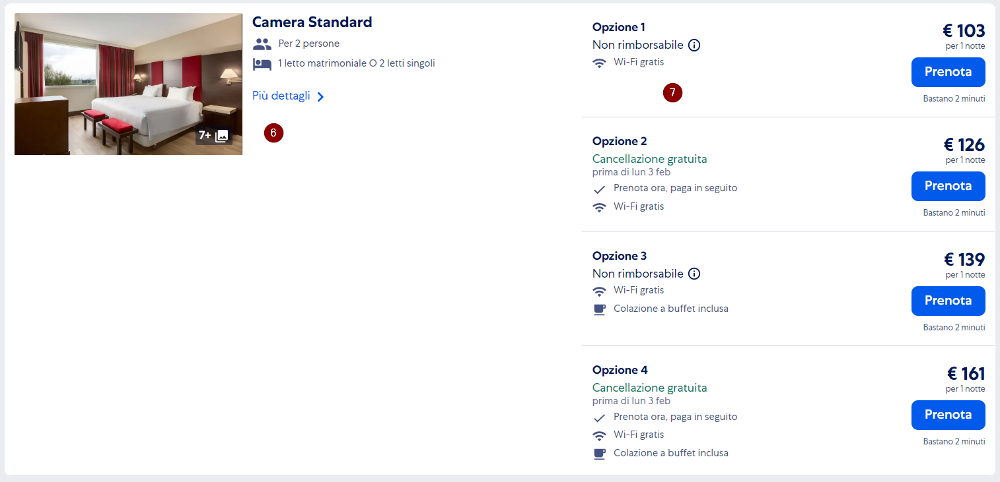 Camera Standard
Per 2 persone
1 letto matrimoniale O 2 letti singoli
Più dettagli
7+
6
Opzione 1
Non rimborsabile
Wi-Fi gratis
7
€ 103
per 1 notte
Prenota
Bastano 2 minuti
Opzione 2
Cancellazione gratuita
prima di lun 3 feb
Prenota ora, paga in seguito
Wi-Fi gratis
€ 126
per 1 notte
Prenota
Bastano 2 minuti
Opzione 3
Non rimborsabile
Wi-Fi gratis
Colazione a buffet inclusa
€ 139
per 1 notte
Prenota
Bastano 2 minuti
Opzione 4
Cancellazione gratuita
prima di lun 3 feb
Prenota ora, paga in seguito
Wi-Fi gratis
Colazione a buffet inclusa
€ 161
per 1 notte
Prenota
Bastano 2 minuti